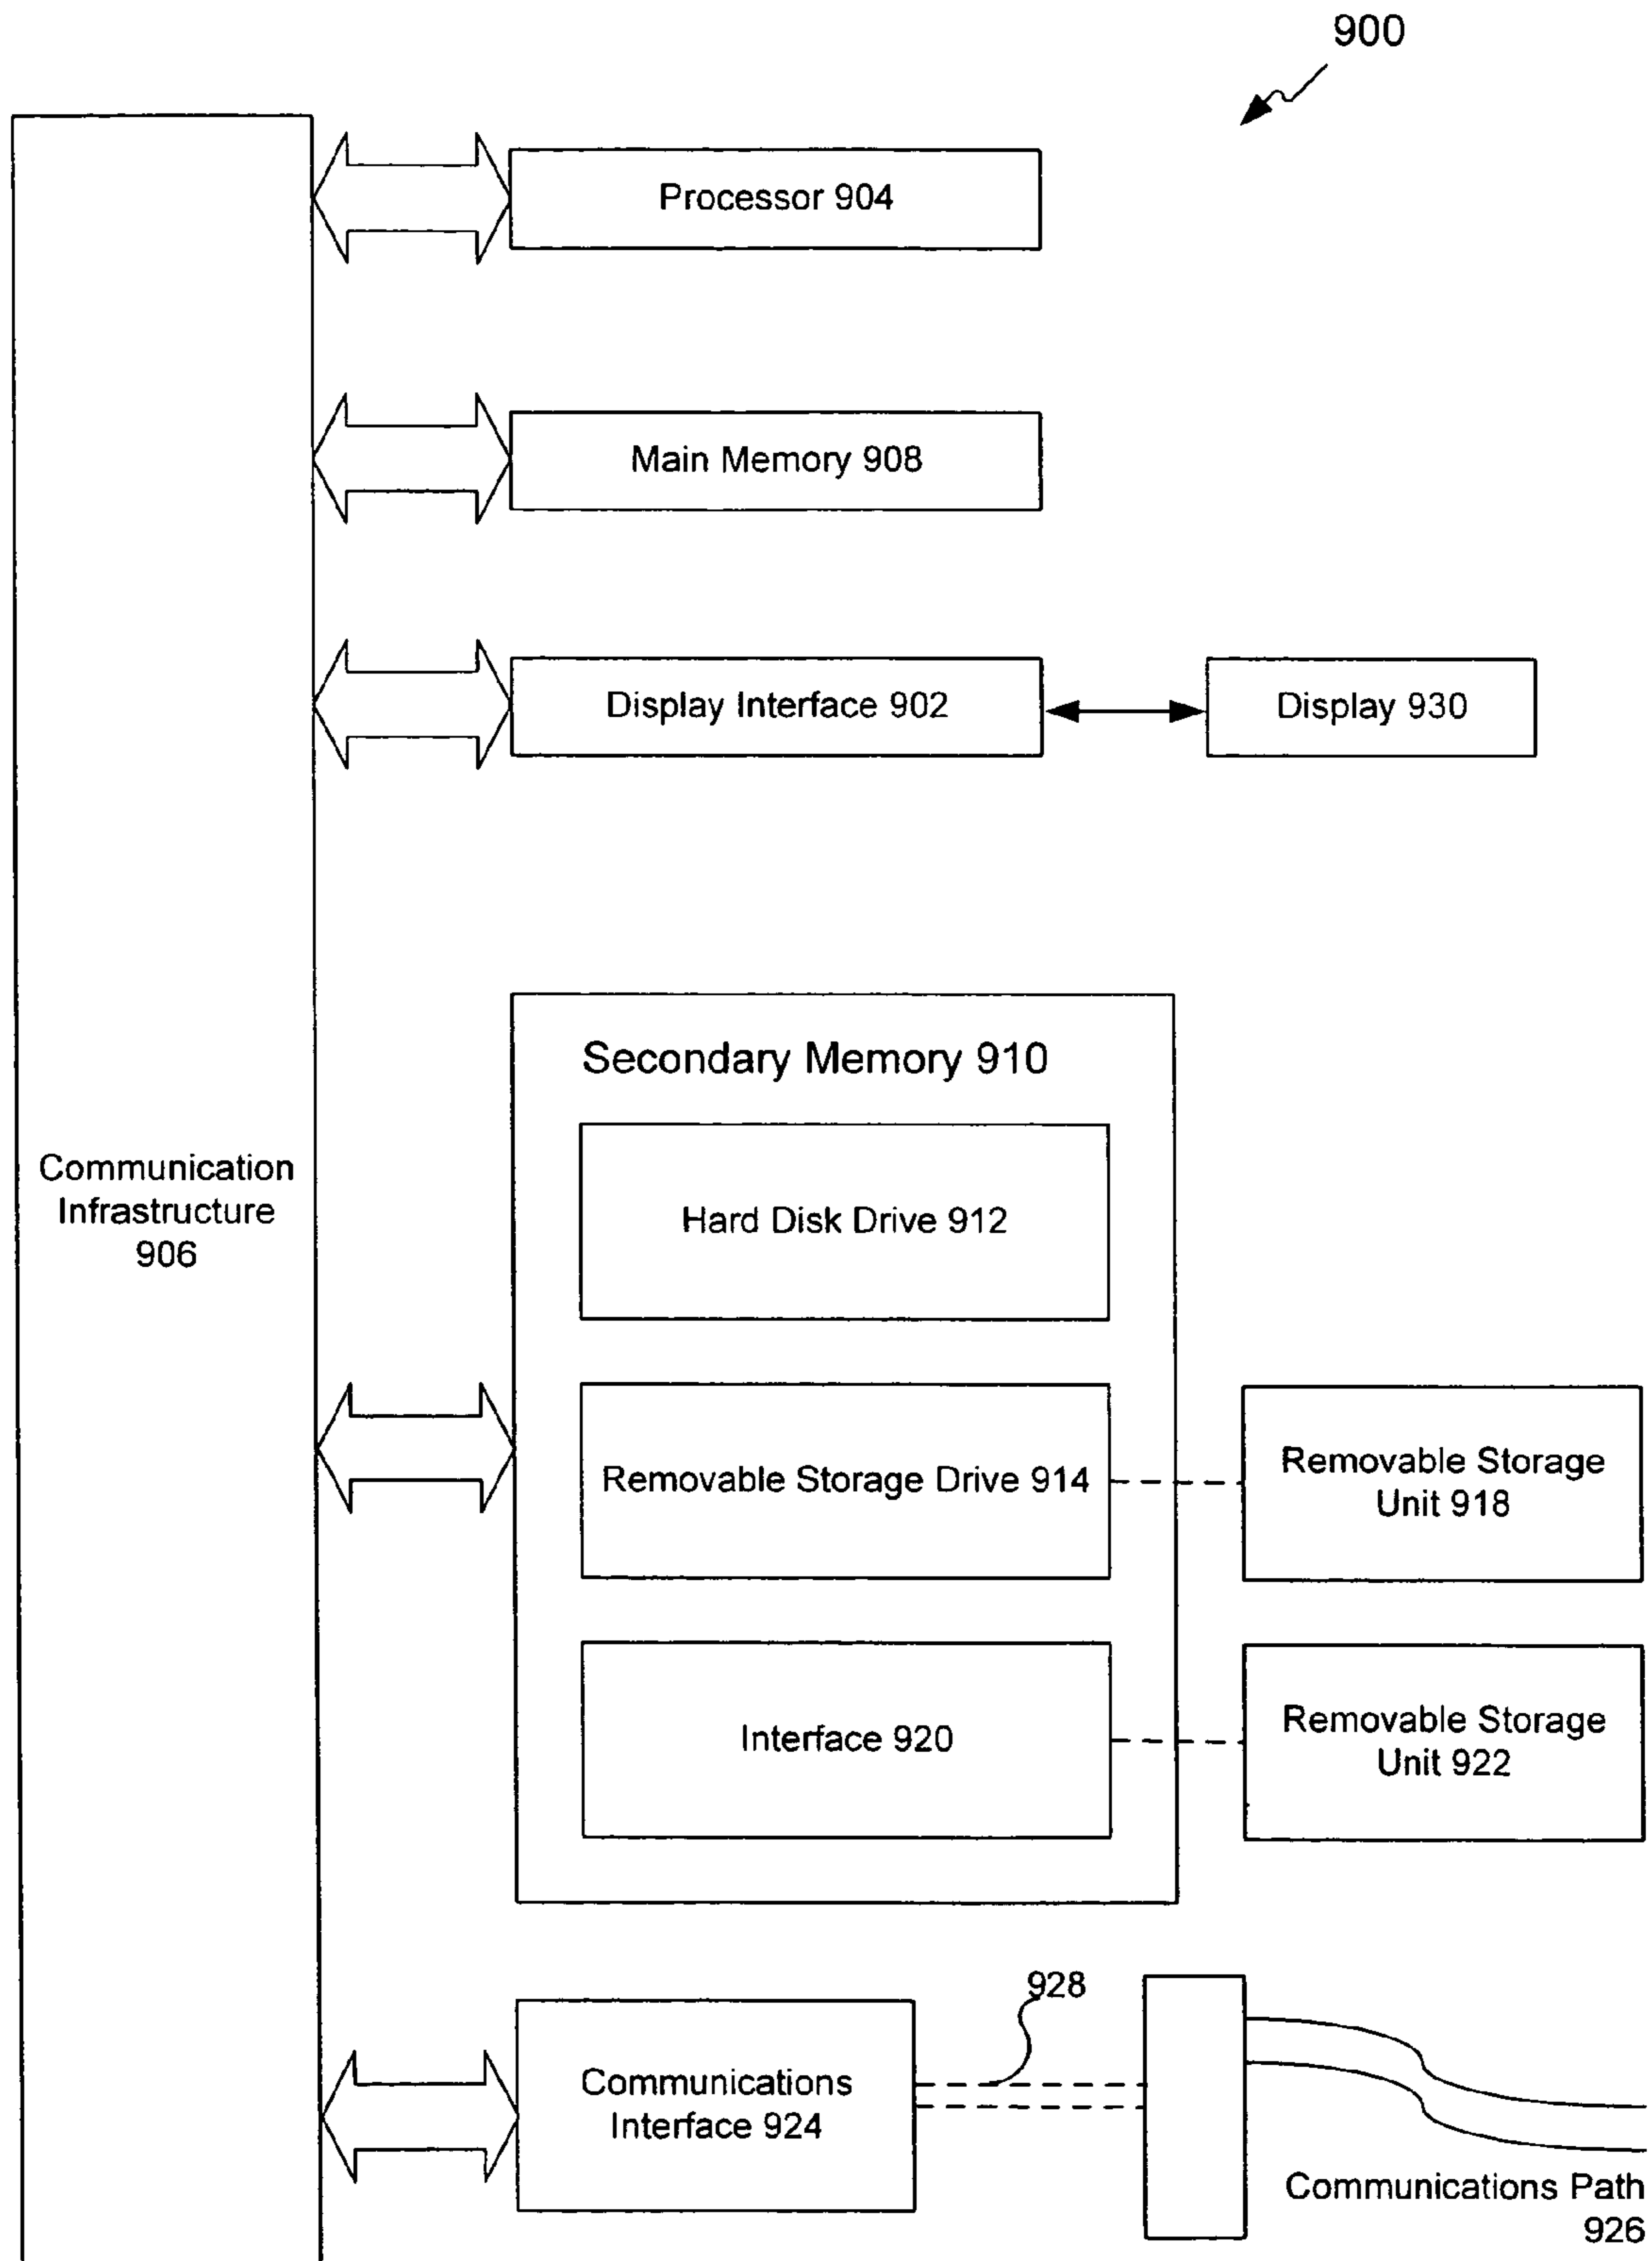 900
Processor 904
Main Memory 908
Display Interface 902
Display 930
Secondary Memory 910
Communication
Infrastructure
906
Hard Disk Drive 912
Removable Storage Drive 914
Removable Storage
Unit 918
Interface 920
Removable Storage
Unit 922
928
Communications
Interface 924
Communications Path
926